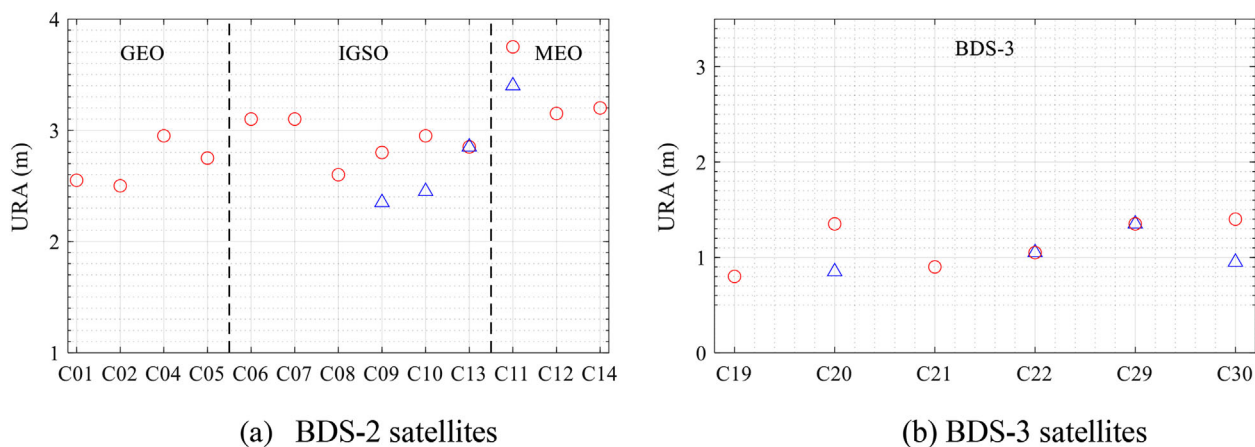 4
3
2
1
URA (m)
GEO
IGSO
MEO
C01 C02 C04 C05 C06 C07 C08 C09 C10 C13 C11 C12 C14
(a) BDS-2 satellites
3
2
1
0
URA (m)
BDS-3
C19 C20 C21 C22 C29 C30
(b) BDS-3 satellites